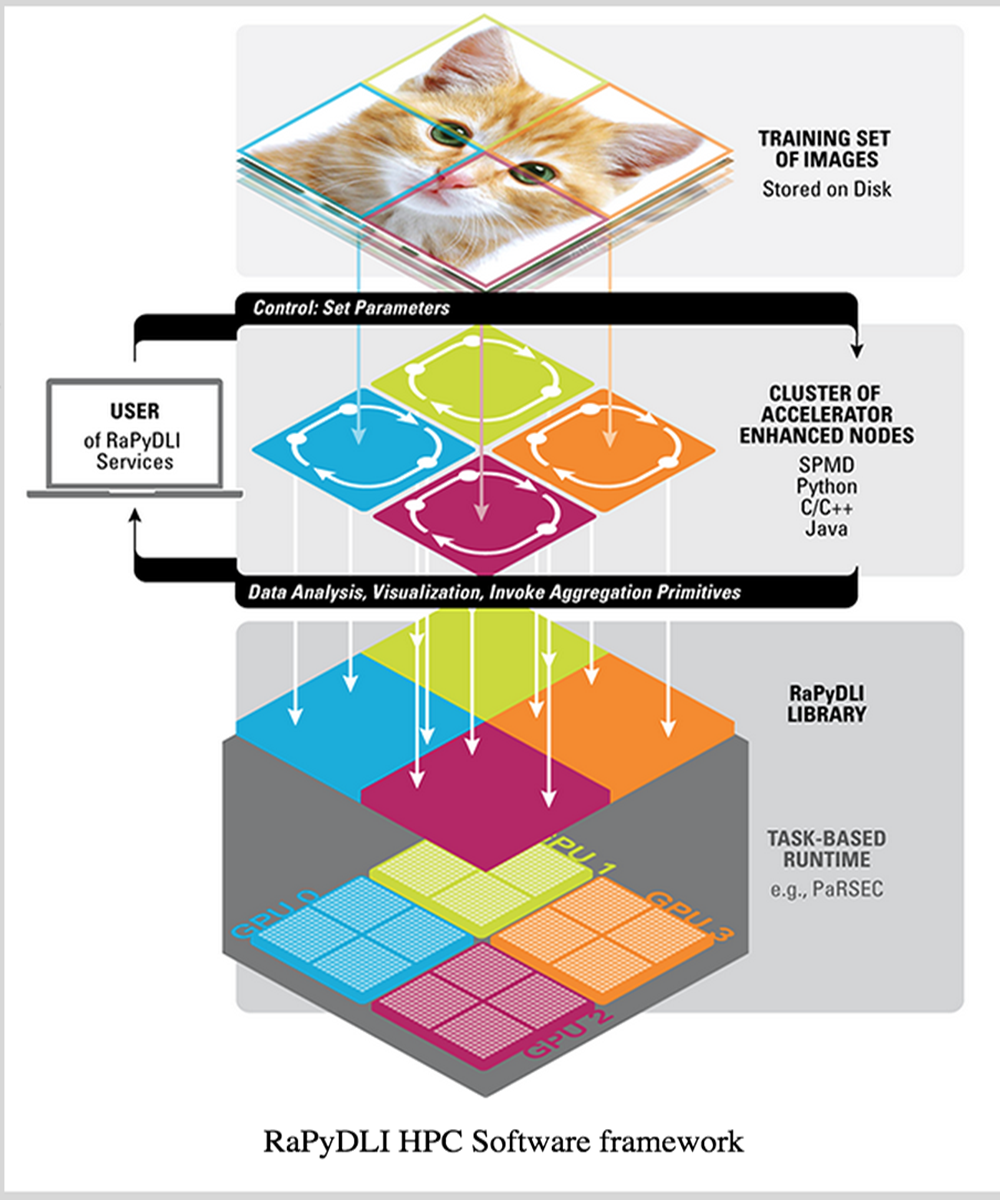 TRAINING SET
OF IMAGES
Stored on Disk
Control: Set Parameters
USER
of RaPyDLI
Services
CLUSTER OF
ACCELERATOR
ENHANCED NODES
SPMD
Python
C/C++
Java
Data Analysis, Visualization, Invoke Aggregation Primitives
RaPyDLI
LIBRARY
TASK-BASED
RUNTIME
e.g., PaRSEC
GPU 1
GPU 0
GPU 3
GPU 2
RaPyDLI HPC Software framework